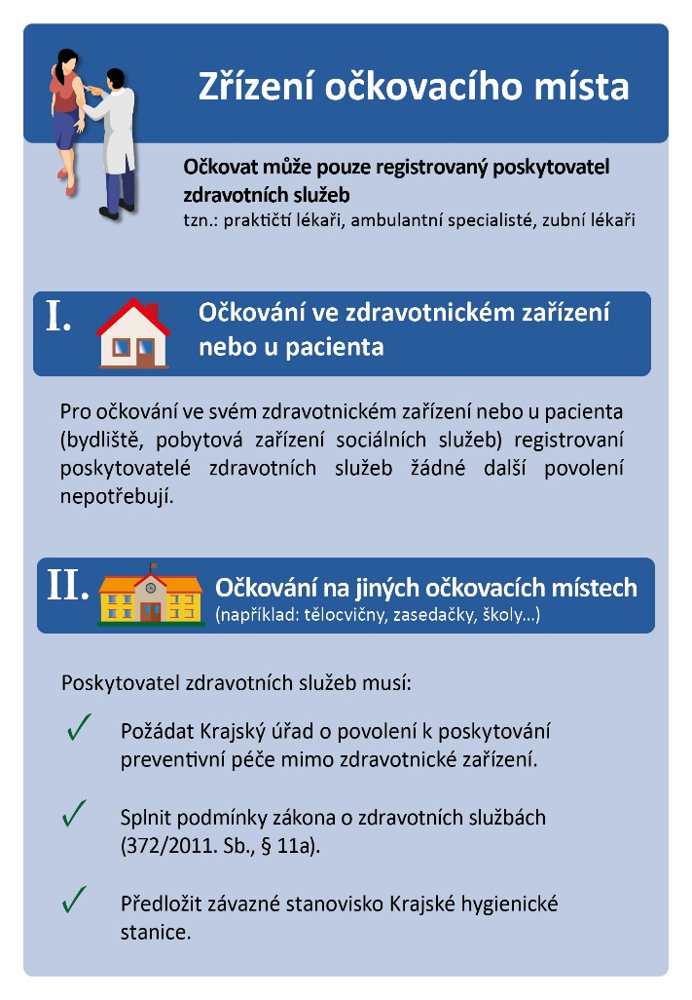 Zřízení očkovacího místa
Očkovat může pouze registrovaný poskytovatel
zdravotních služeb
tzn.: praktičtí lékaři, ambulantní specialisté, zubní lékaři
I.
Očkování ve zdravotnickém zařízení
nebo u pacienta
Pro očkování ve svém zdravotnickém zařízení nebo u pacienta
(bydliště, pobytová zařízení sociálních služeb) registrovaní
poskytovatelé zdravotních služeb žádné další povolení
nepotřebují.
II.
Očkování na jiných očkovacích místech
(například: tělocvičny, zasedačky, školy...)
Poskytovatel zdravotních služeb musí:
Požádat Krajský úřad o povolení k poskytování
preventivní péče mimo zdravotnické zařízení.
Splnit podmínky zákona o zdravotních službách
(372/2011. Sb., § 11a).
Předložit závazné stanovisko Krajské hygienické
stanice.